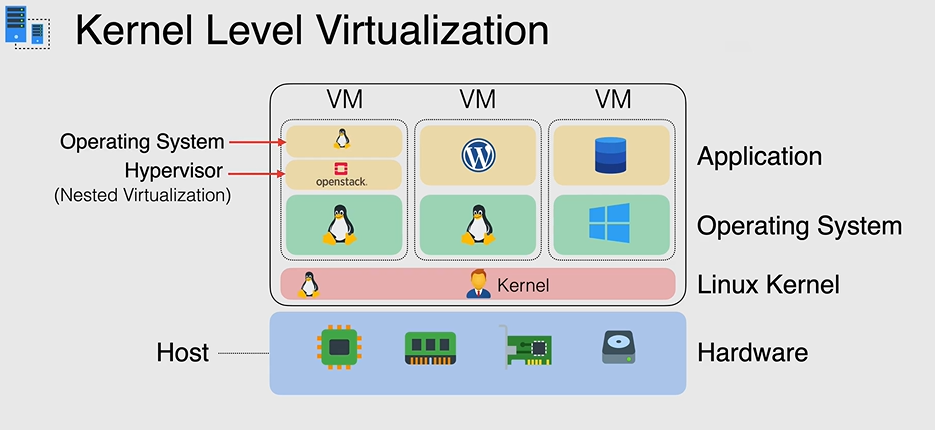 Kernel Level Virtualization
VM
VM
VM
Operating System
Hypervisor
(Nested Virtualization)
openstack.
Application
Operating System
Kernel
Linux Kernel
Host
Hardware